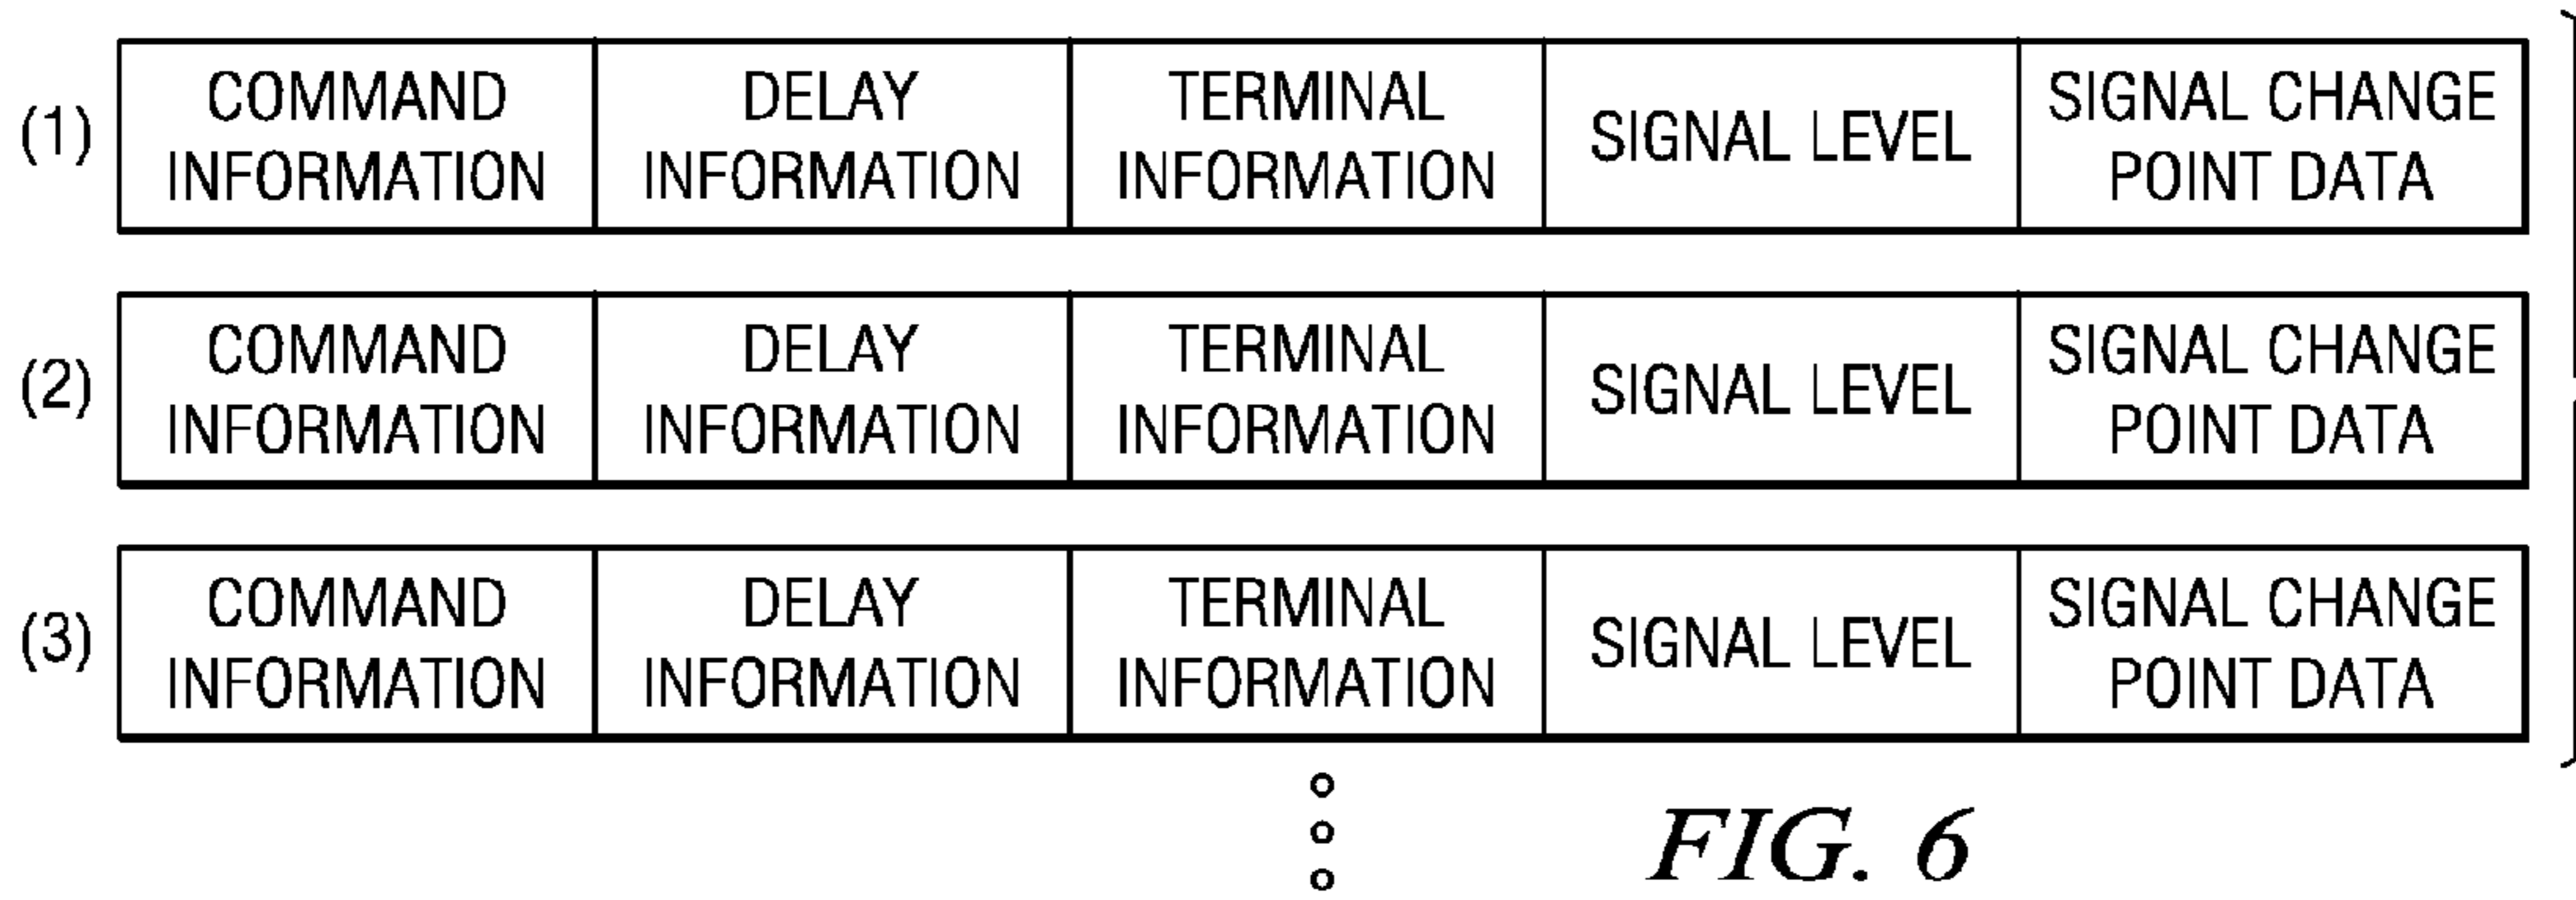 (1)
COMMAND
INFORMATION
DELAY
INFORMATION
TERMINAL
INFORMATION
SIGNAL LEVEL
SIGNAL CHANGE
POINT DATA
(2)
COMMAND
INFORMATION
DELAY
INFORMATION
TERMINAL
INFORMATION
SIGNAL LEVEL
SIGNAL CHANGE
POINT DATA
(3)
COMMAND
INFORMATION
DELAY
INFORMATION
TERMINAL
INFORMATION
SIGNAL LEVEL
SIGNAL CHANGE
POINT DATA
FIG. 6